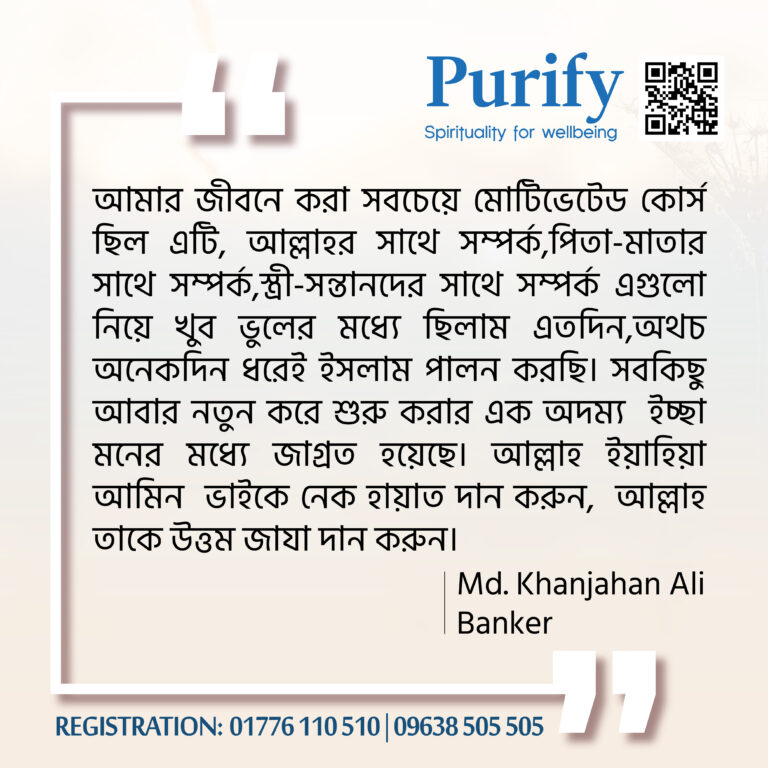 Purify
Spirituality for wellbeing
আমার জীবনে করা সবচেয়ে মোটিভেটেড কোর্স
ছিল এটি, আল্লাহর সাথে সম্পর্ক,পিতা-মাতার
সাথে সম্পর্ক,স্ত্রী-সন্তানদের সাথে সম্পর্ক এগুলো
নিয়ে খুব ভুলের মধ্যে ছিলাম এতদিন,অথচ
অনেকদিন ধরেই ইসলাম পালন করছি। সবকিছু
আবার নতুন করে শুরু করার এক অদম্য ইচ্ছা
মনের মধ্যে জাগ্রত হয়েছে। আল্লাহ ইয়াহিয়া
আমিন ভাইকে নেক হায়াত দান করুন, আল্লাহ
তাকে উত্তম জাযা দান করুন।
Md. Khanjahan Ali
Banker
REGISTRATION: 01776 110 510 | 09638 505 505